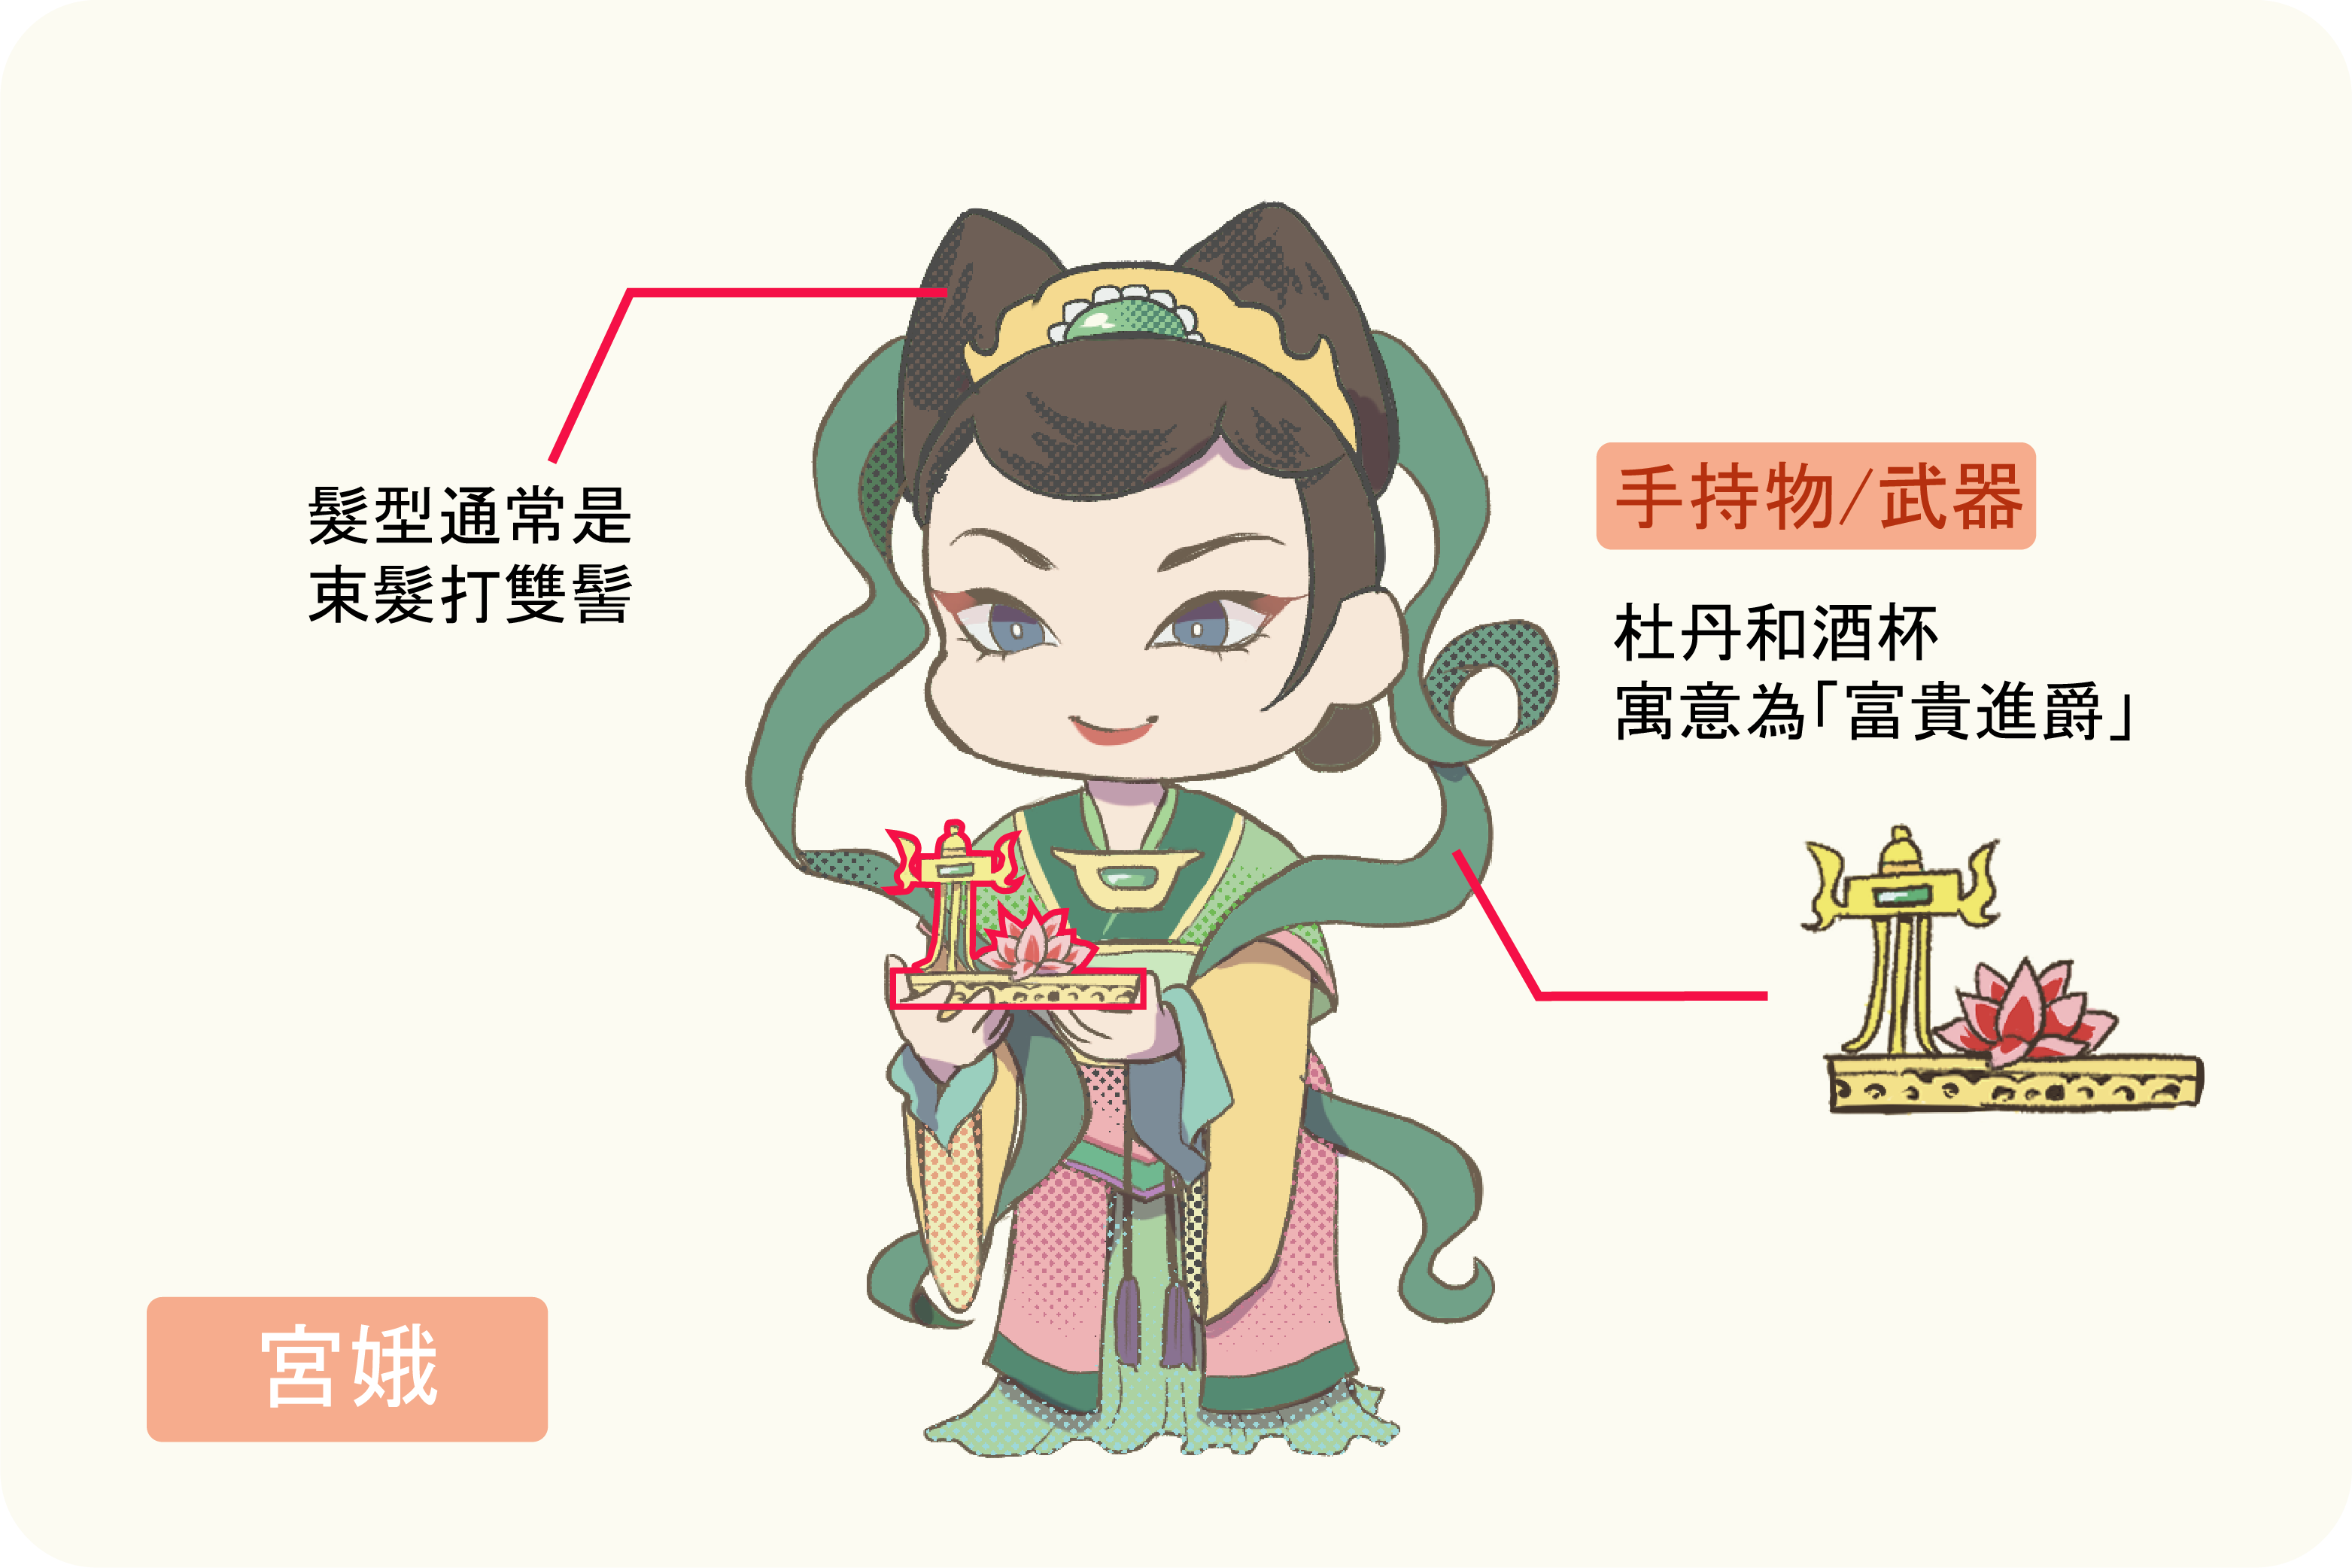 髮型通常是
束髮打雙髻
手持物/武器
杜丹和酒杯
寓意為「富貴進爵」
宮娥